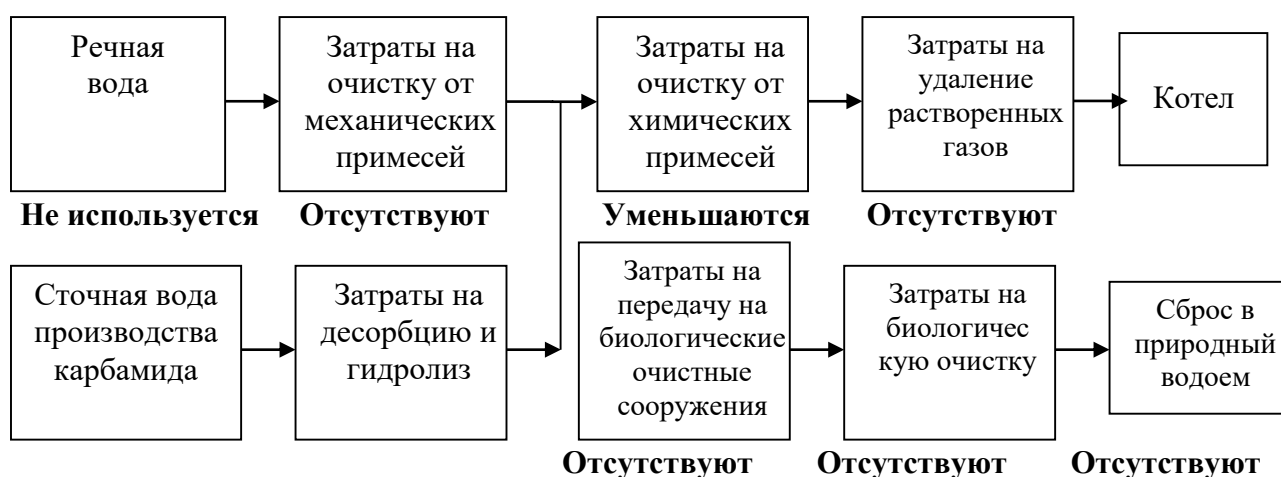 Речная
вода
Затраты на
очистку от
механических
примесей
Затраты на
очистку от
химических
примесей
Затраты на
удаление
растворенных
газов
Котел
Не используется
Отсутствуют
Уменьшаются
Отсутствуют
Сточная вода
производства
карбамида
Затраты на
десорбцию и
гидролиз
Затраты на
передачу на
биологические
очистные
сооружения
Затраты на
биологичес
кую очистку
Сброс в
природный
водоем
Отсутствуют
Отсутствуют
Отсутствуют